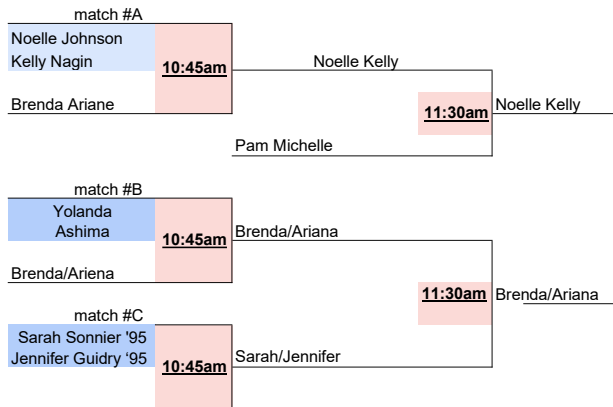 match #A
Noelle Johnson
Kelly Nagin
10:45am
Noelle Kelly
Brenda Ariane
11:30am
Noelle Kelly
Pam Michelle
match #B
Yolanda
Ashima
10:45am
Brenda/Ariana
Brenda/Ariena
11:30am
Brenda/Ariana
match #C
Sarah Sonnier '95
Jennifer Guidry ‘95
10:45am
Sarah/Jennifer